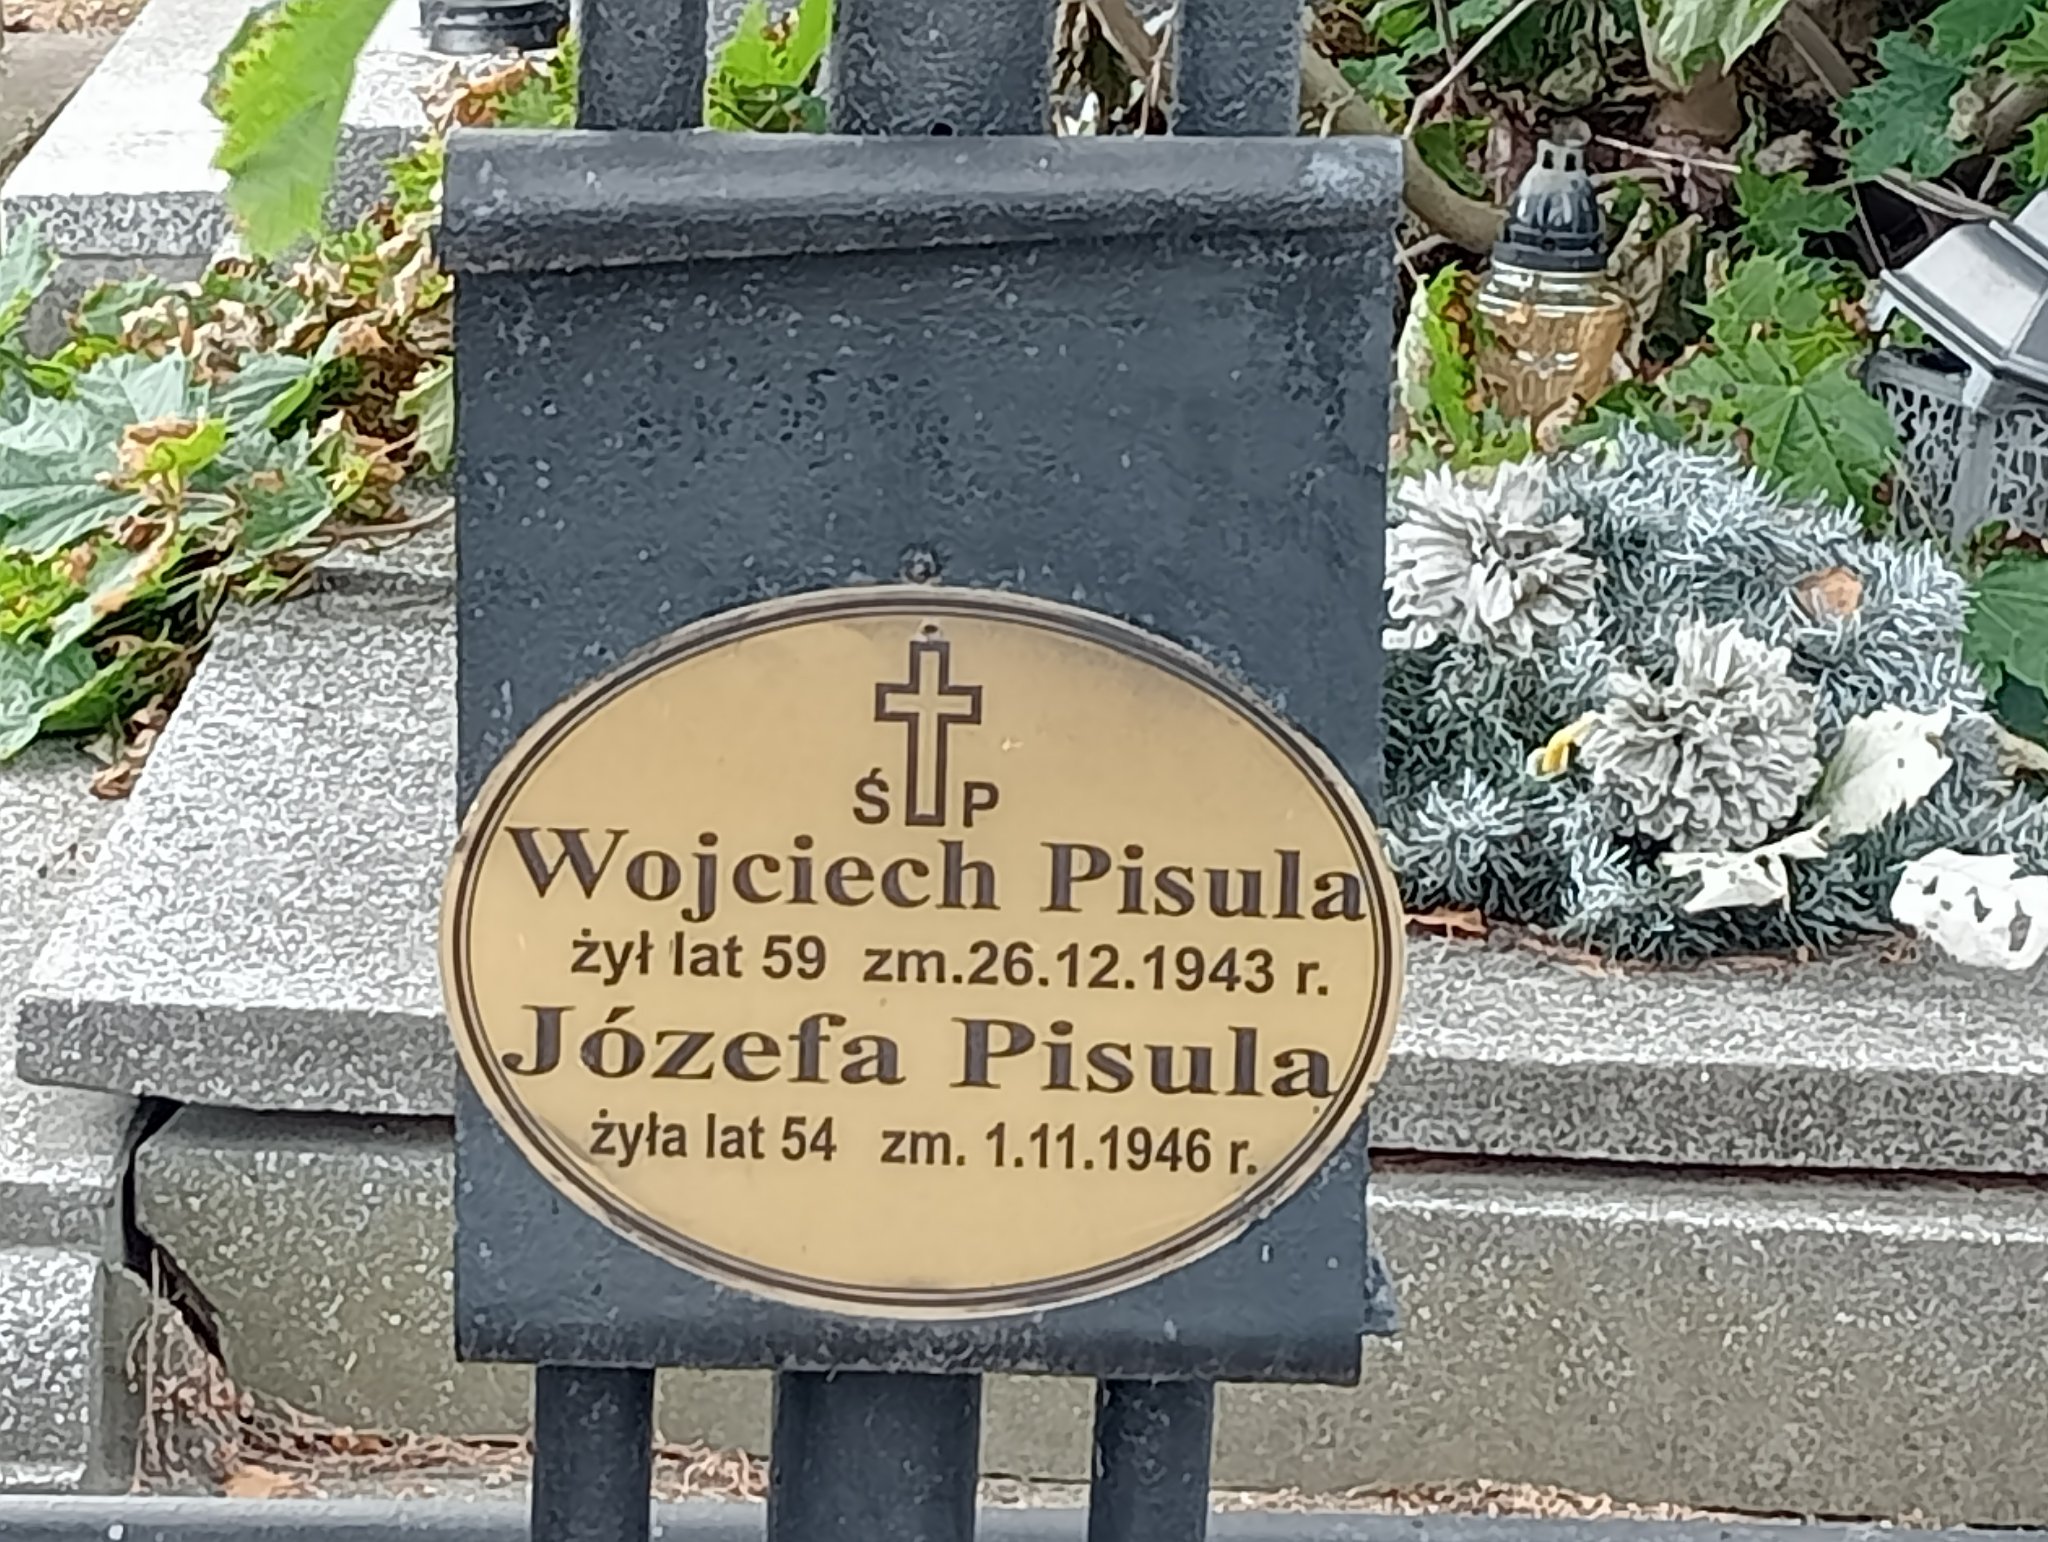 Ś P
Wojciech Pisula
żył lat 59 zm.26.12.1943 r.
Józefa Pisula
żyła lat 54 zm. 1.11.1946 r.